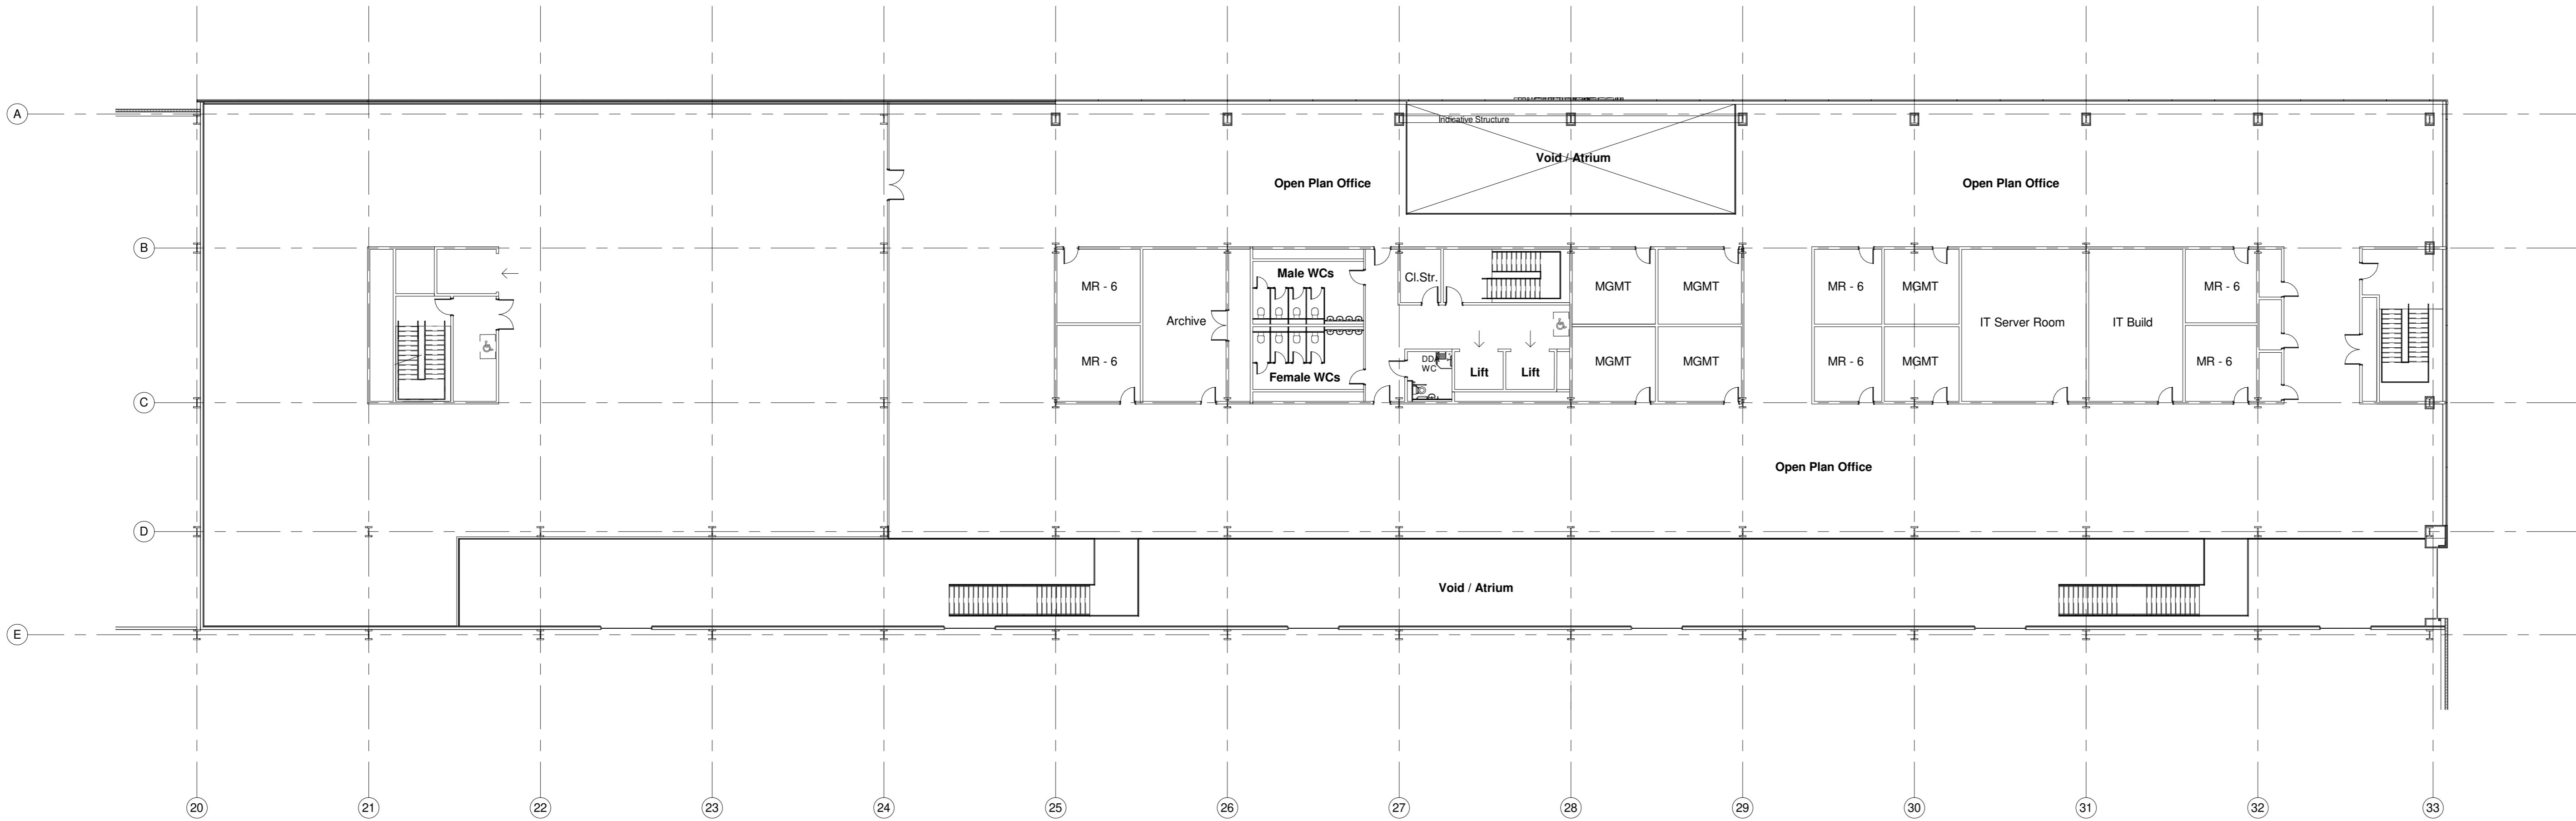 A
Indicative Structure
Void / Atrium
Open Plan Office
Open Plan Office
B
Male WCs
Cl.Str.
MR - 6
MGMT
MGMT
MR - 6
MGMT
MR - 6
Archive
IT Server Room
IT Build
MR - 6
DDA
WC
MGMT
MGMT
MR - 6
MGMT
MR - 6
Female WCs
Lift
Lift
C
Open Plan Office
D
Void / Atrium
E
20
21
22
23
24
25
26
27
28
29
30
31
32
33